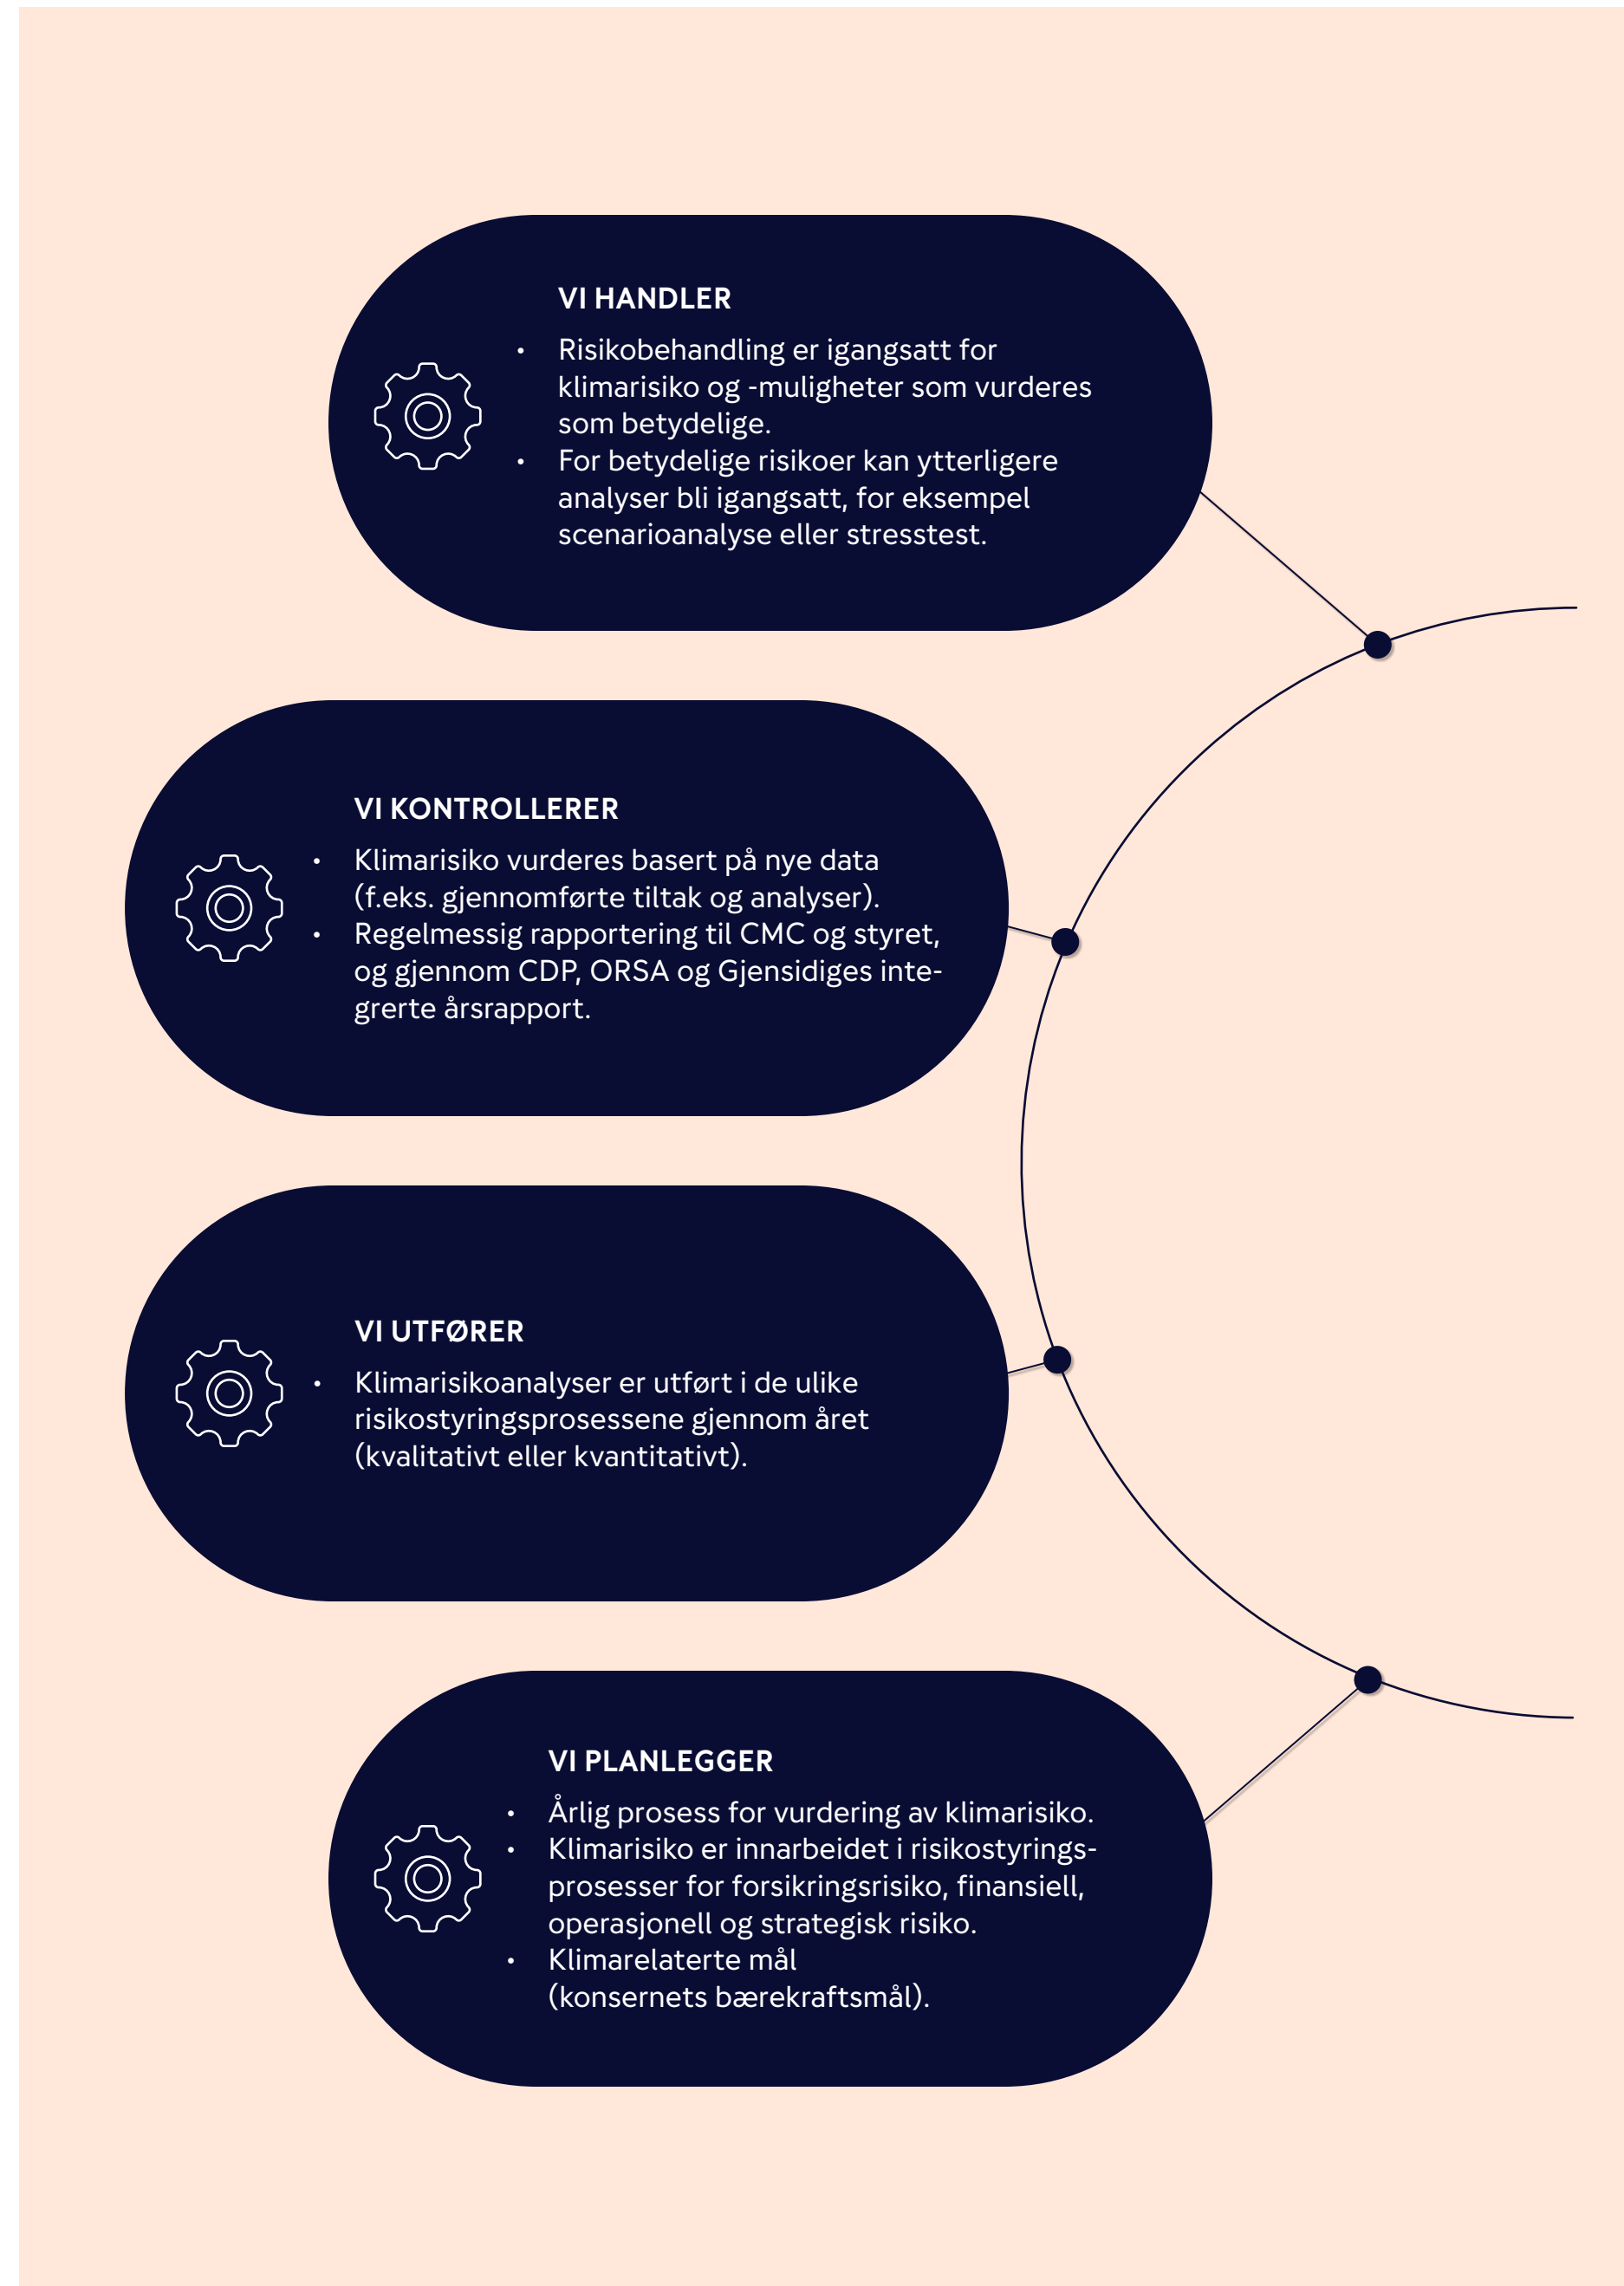 VI HANDLER
• Risikobehandling er igangsatt for
klimarisiko og -muligheter som vurderes
som betydelige.
• For betydelige risikoer kan ytterligere
analyser bli igangsatt, for eksempel
scenarioanalyse eller stresstest.
VI KONTROLLERER
• Klimarisiko vurderes basert på nye data
(f.eks. gjennomførte tiltak og analyser).
• Regelmessig rapportering til CMC og styret,
og gjennom CDP, ORSA og Gjensidiges inte-
grerte årsrapport.
VI UTFØRER
• Klimarisikoanalyser er utført i de ulike
risikostyringsprosessene gjennom året
(kvalitativt eller kvantitativt).
VI PLANLEGGER
• Årlig prosess for vurdering av klimarisiko.
• Klimarisiko er innarbeidet i risikostyrings-
prosesser for forsikringsrisiko, finansiell,
operasjonell og strategisk risiko.
• Klimarelaterte mål
(konsernets bærekraftsmål).